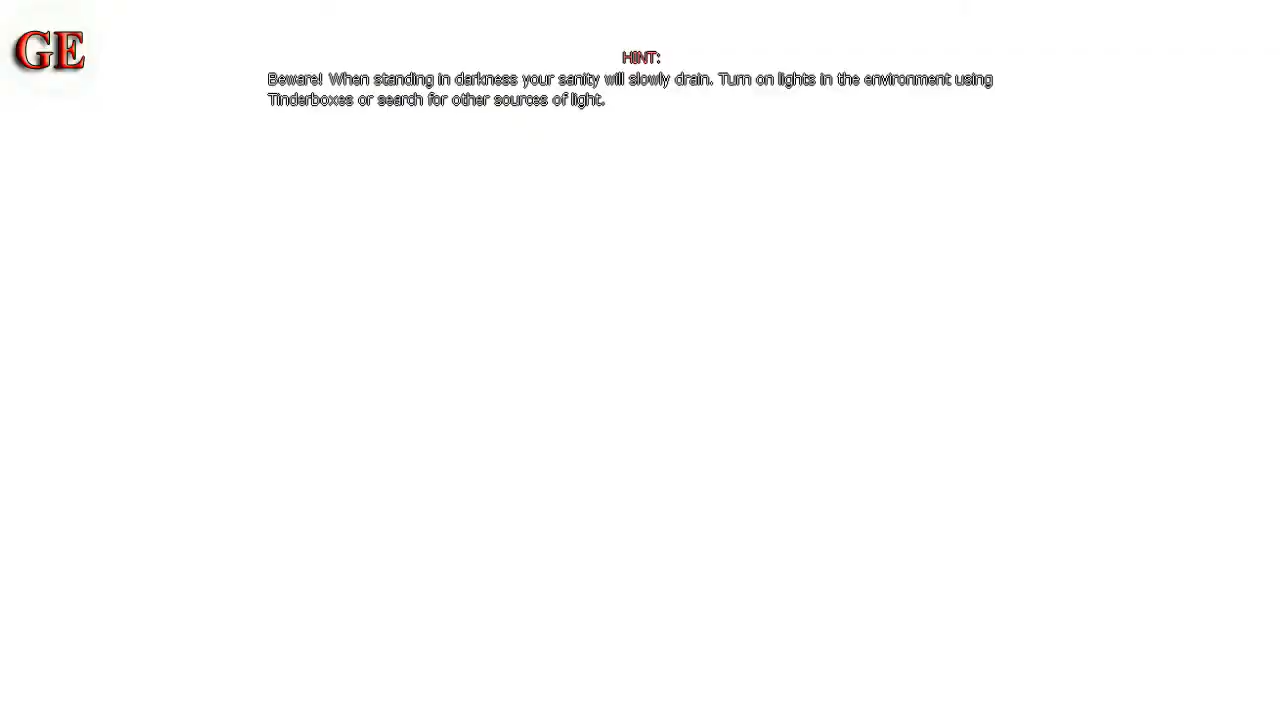 GE
HINT:
Beware! When standing in darkness your sanity will slowly drain. Turn on lights in the environment using
Tinderboxes or search for other sources of light.